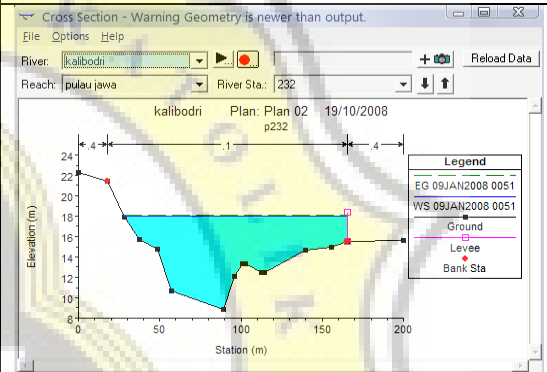 Cross Section - Warning Geometry is newer than output.
File Options Help
River: kalibodri Reload Data
Reach: pulau jawa River Sta.: 232
kalibodri Plan: Plan 02 19/10/2008
p232
.4 .1 .4
Legend
EG 09JAN2008 0051
WS 09JAN2008 0051
Ground
Levee
Bank Sta
Elevation (m)
24
22
20
18
16
14
12
10
8
0 50 100 150 200
Station (m)